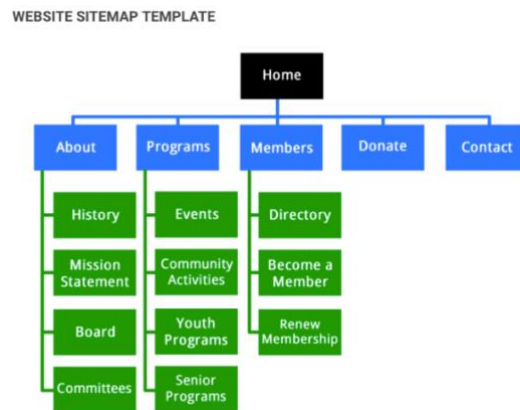 WEBSITE SITEMAP TEMPLATE
Home
About
Programs
Members
Donate
Contact
History
Mission
Statement
Board
Committees
Events
Community
Activities
Youth
Programs
Senior
Programs
Directory
Become a
Member
Renew
Membership